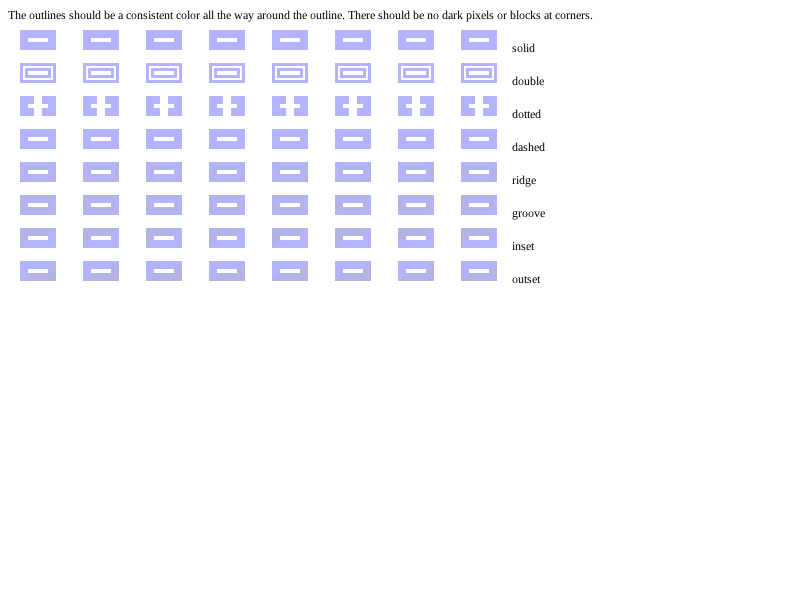 The outlines should be a consistent color all the way around the outline. There should be no dark pixels or blocks at corners.
solid
double
dotted
dashed
ridge
groove
inset
outset